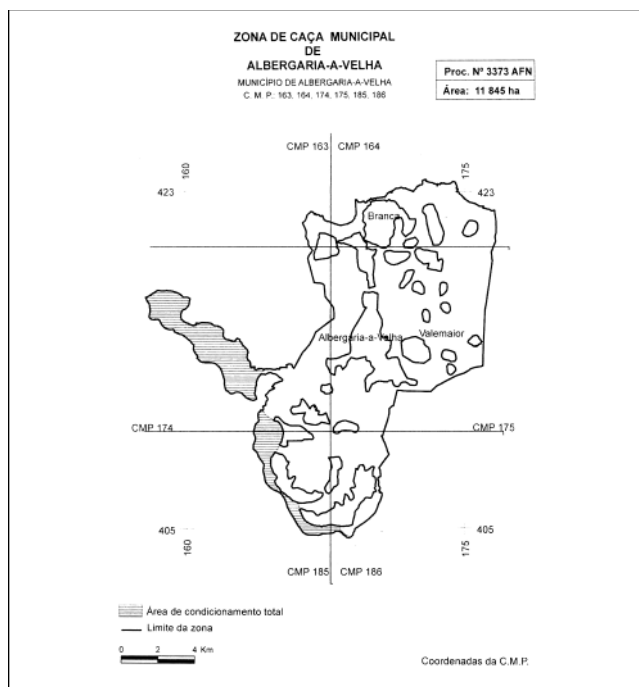 ZONA DE CAÇA MUNICIPAL
DE
ALBERGARIA-A-VELHA
MUNICÍPIO DE ALBERGARIA-A-VELHA
C. M. P.: 163, 164, 174, 175, 185, 186
Proc. Nº 3373 AFN
Área: 11 845 ha
CMP 163
CMP 164
160
175
423
423
Branca
Albergaria-a-Velha
Valemaior
CMP 174
CMP 175
405
405
160
175
CMP 185
CMP 186
Área de condicionamento total
Limite da zona
0 2 4 Km
Coordenadas da C.M.P.